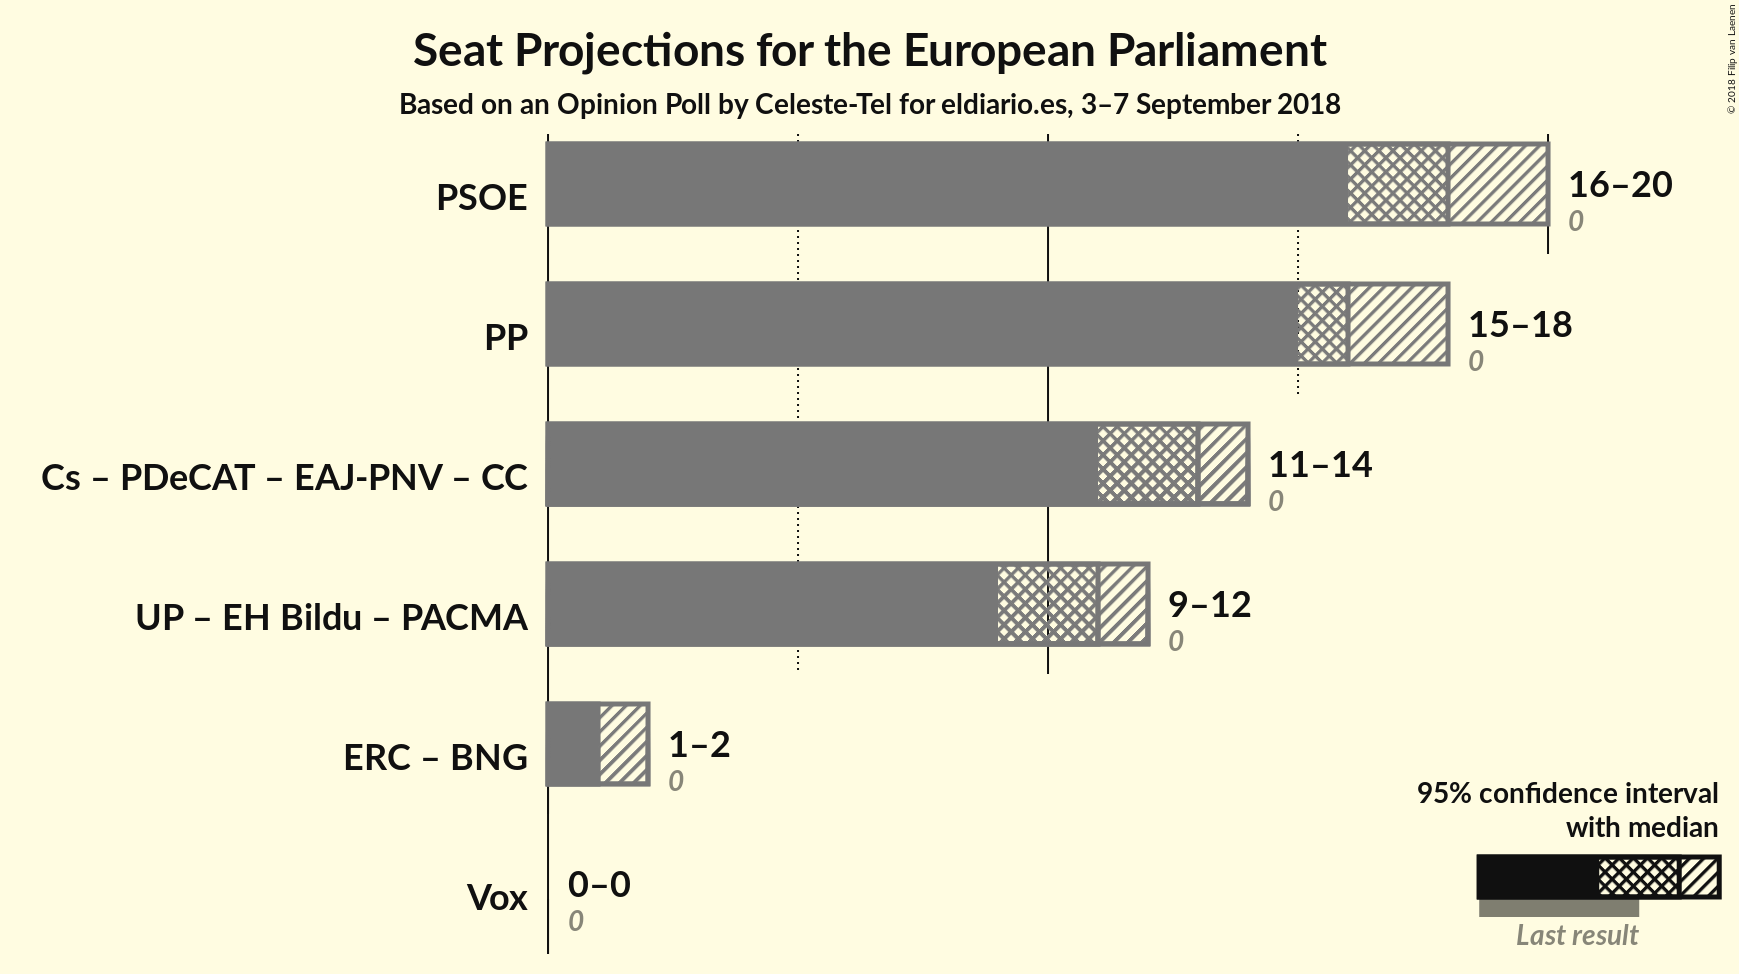 Seat Projections for the European Parliament
Based on an Opinion Poll by Celeste-Tel for eldiario.es, 3–7 September 2018
© 2018 Filip van Laenen
PSOE
16–20
0
PP
15–18
0
Cs – PDeCAT – EAJ-PNV – CC
11–14
0
UP – EH Bildu – PACMA
9–12
0
ERC – BNG
1–2
0
Vox
0–0
0
95% confidence interval
with median
Last result